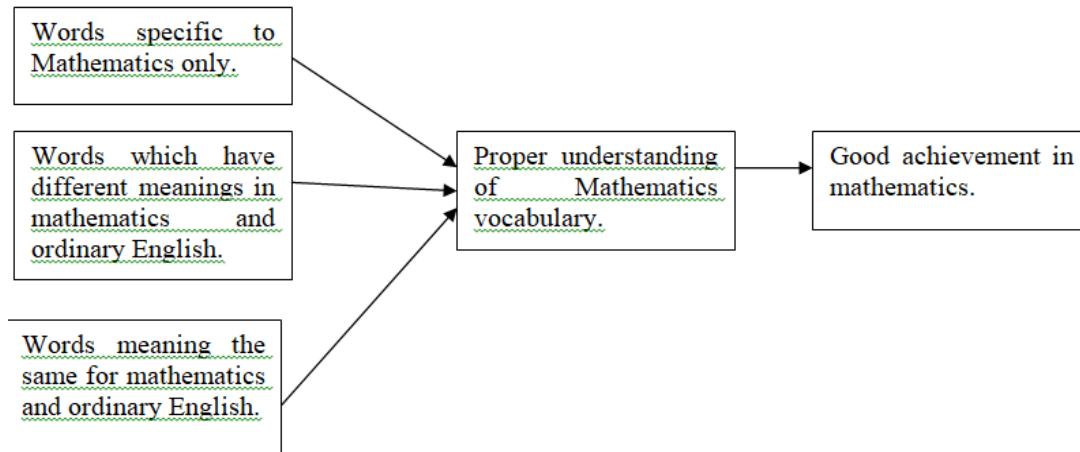 Words specific to
Mathematics only.
Words which have
different meanings in
mathematics and
ordinary English.
Words meaning the
same for mathematics
and ordinary English.
Proper understanding
of Mathematics
vocabulary.
Good achievement in
mathematics.